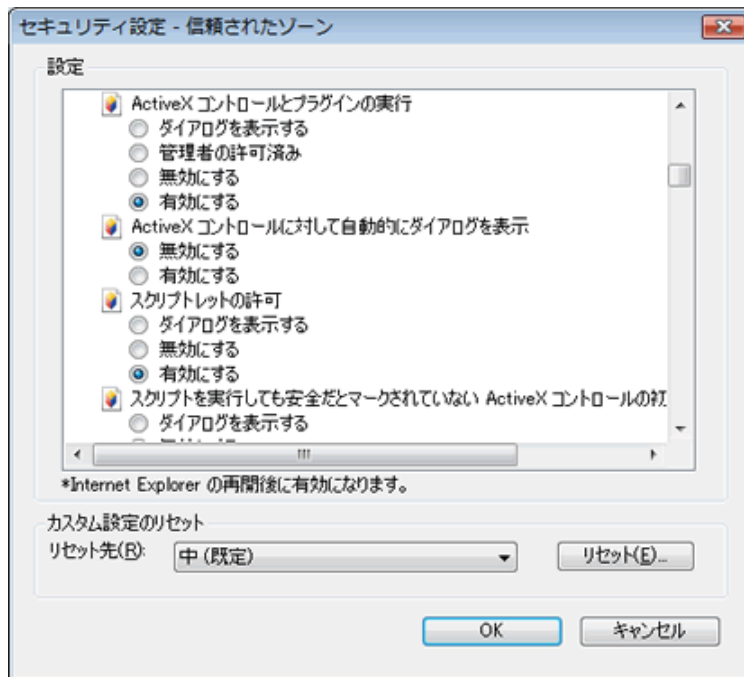 セキュリティ設定 - 信頼されたゾーン
設定
ActiveX コントロールとプラグインの実行
ダイアログを表示する
管理者の許可済み
無効にする
有効にする
ActiveX コントロールに対して自動的にダイアログを表示
無効にする
有効にする
スクリプトレットの許可
ダイアログを表示する
無効にする
有効にする
スクリプトを実行しても安全だとマークされていない ActiveX コントロールの初
ダイアログを表示する
*Internet Explorer の再開後に有効になります。
カスタム設定のリセット
リセット先(R): 中 (既定) リセット(E)...
OK キャンセル